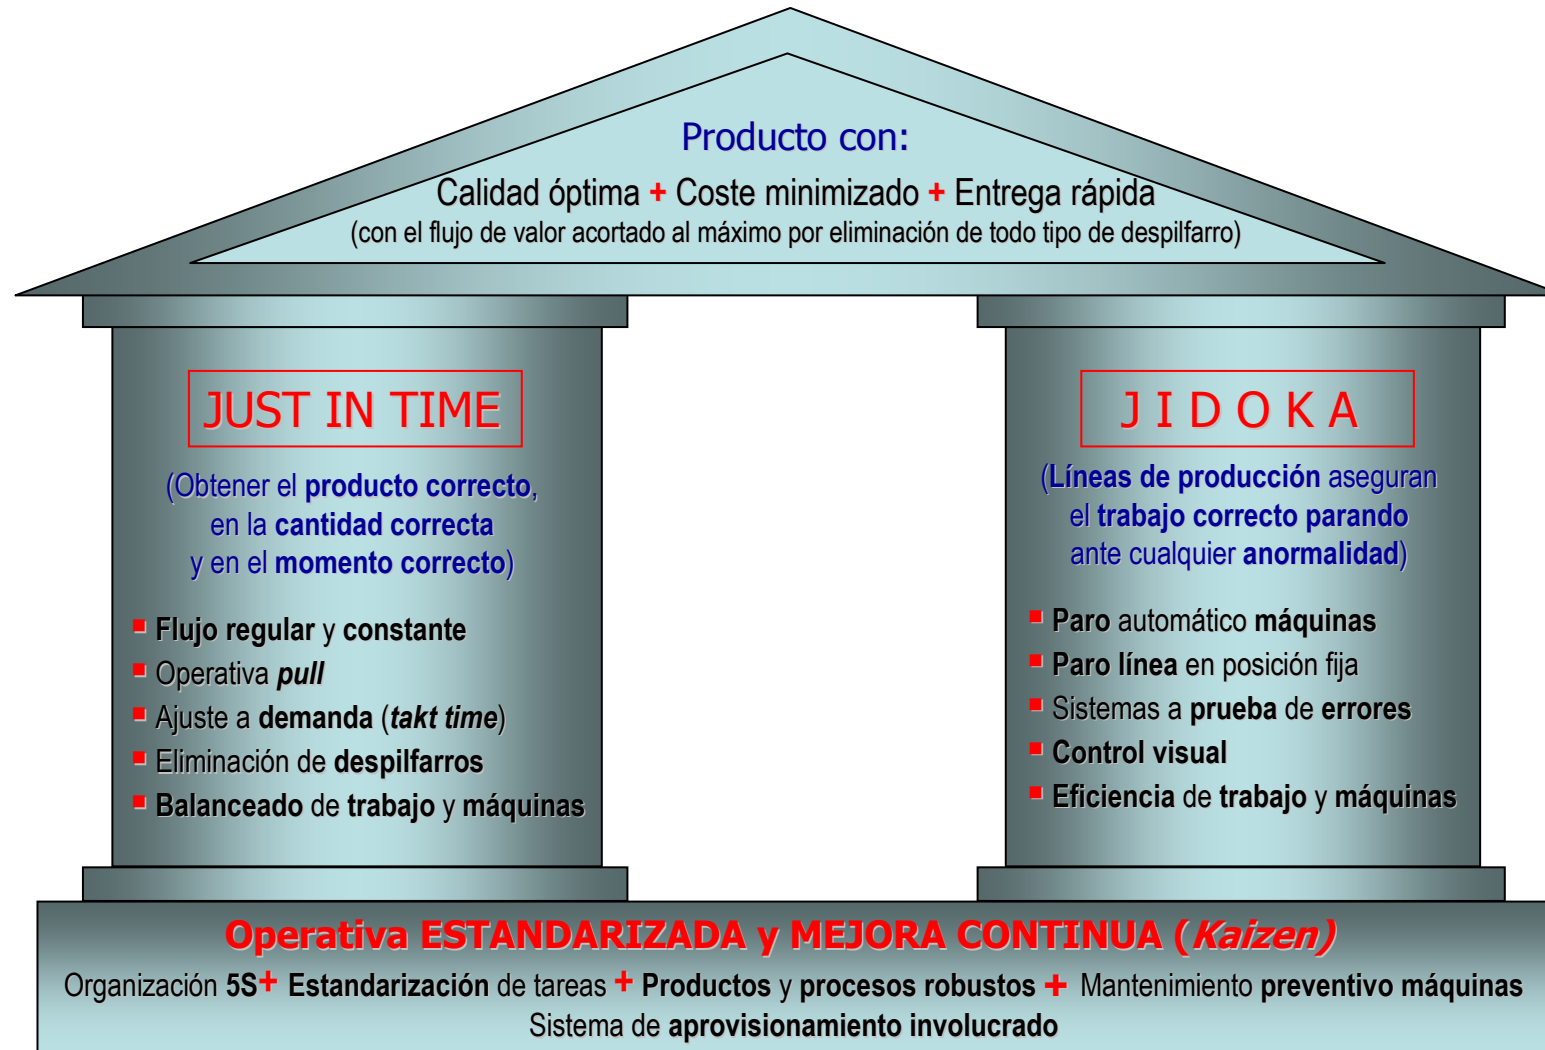 Producto con:
Calidad óptima + Coste minimizado + Entrega rápida
(con el flujo de valor acortado al máximo por eliminación de todo tipo de despilfarro)
JUST IN TIME
(Obtener el producto correcto,
en la cantidad correcta
y en el momento correcto)
▪ Flujo regular y constante
▪ Operativa pull
▪ Ajuste a demanda (takt time)
▪ Eliminación de despilfarros
▪ Balanceado de trabajo y máquinas
J I D O K A
(Líneas de producción aseguran
el trabajo correcto parando
ante cualquier anormalidad)
▪ Paro automático máquinas
▪ Paro línea en posición fija
▪ Sistemas a prueba de errores
▪ Control visual
▪ Eficiencia de trabajo y máquinas
Operativa ESTANDARIZADA y MEJORA CONTINUA (Kaizen)
Organización 5S+ Estandarización de tareas + Productos y procesos robustos + Mantenimiento preventivo máquinas
Sistema de aprovisionamiento involucrado